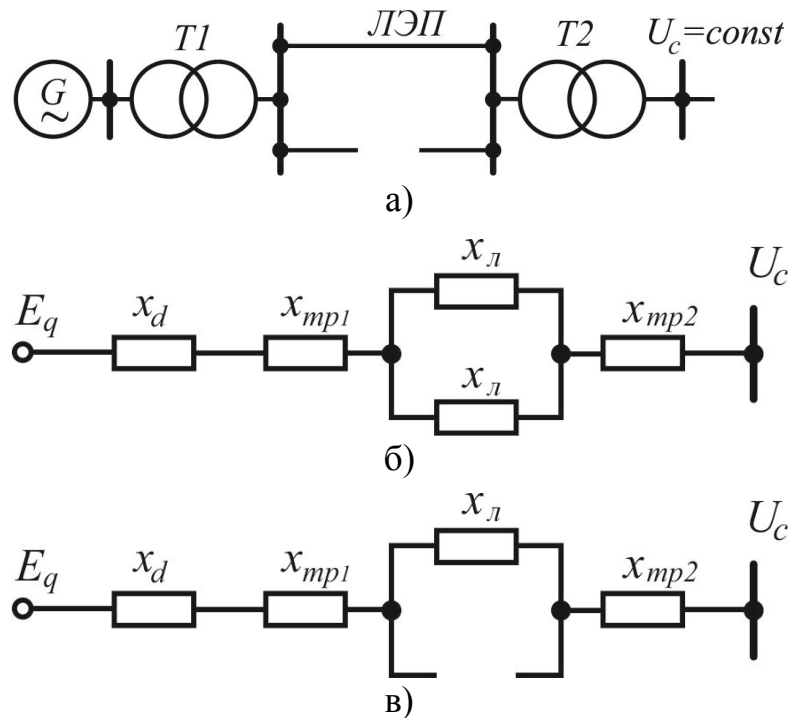 T1 ЛЭП T2 U_c=const
G
~
а)
x_л
E_q x_d x_тр1 x_тр2 U_c
x_л
б)
x_л
E_q x_d x_тр1 x_тр2 U_c
в)